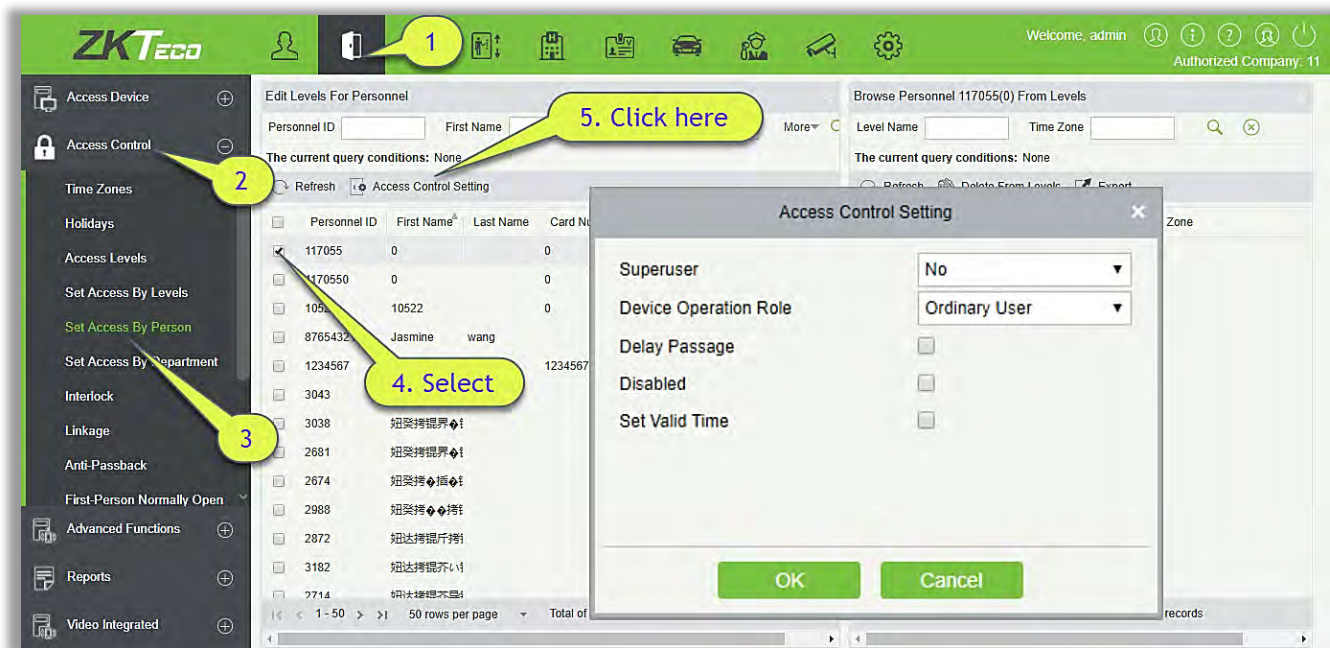 ZKTeco
1
Welcome, admin
Authorized Company: 11
Access Device
Access Control
2
Time Zones
Holidays
Access Levels
Set Access By Levels
Set Access By Person
Set Access By Department
3
Interlock
Linkage
Anti-Passback
First-Person Normally Open
Advanced Functions
Reports
Video Integrated
Edit Levels For Personnel
Personnel ID First Name More
5. Click here
The current query conditions: None
Refresh Access Control Setting
Personnel ID First Name Last Name
117055 0 0
1170550 0 0
10522 0
Jasmine wang
1234567 1234567
4. Select
3043
3038
2681
2674
2988
2872
3182
2714
1 - 50 50 rows per page Total of
Browse Personnel 117055(0) From Levels
Level Name Time Zone
The current query conditions: None
Refresh Delete From Levels Export
Zone
Access Control Setting
Superuser No
Device Operation Role Ordinary User
Delay Passage
Disabled
Set Valid Time
OK Cancel
records